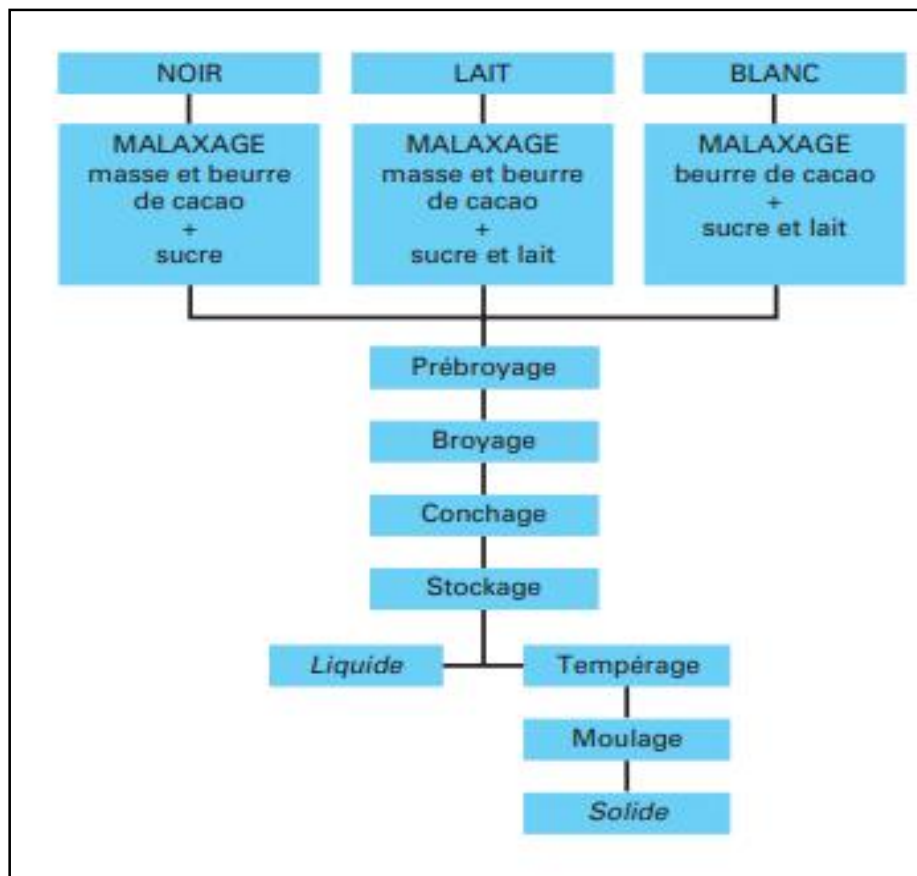 NOIR
MALAXAGE
masse et beurre
de cacao
+
sucre
LAIT
MALAXAGE
masse et beurre
de cacao
+
sucre et lait
BLANC
MALAXAGE
beurre de cacao
+
sucre et lait
Prébroyage
Broyage
Conchage
Stockage
Liquide
Tempérage
Moulage
Solide